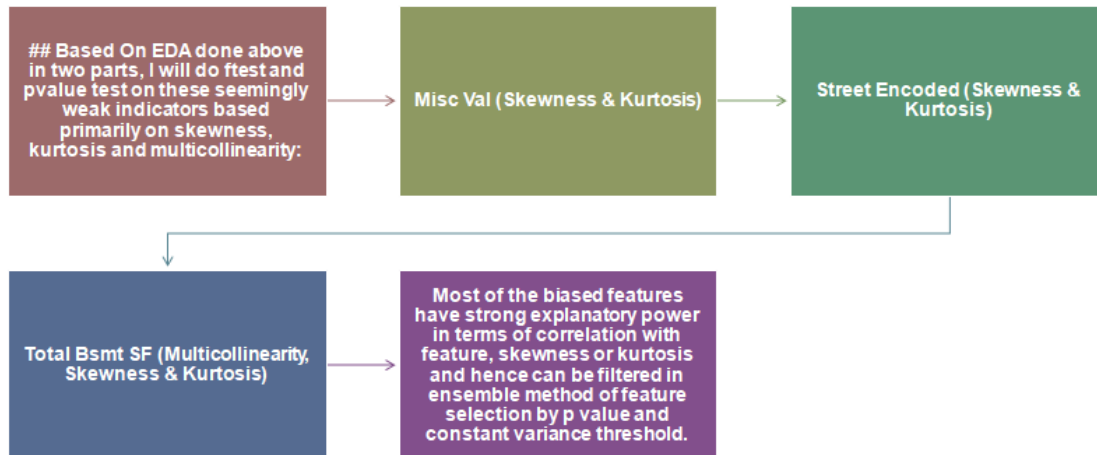 ## Based On EDA done above
in two parts, I will do ftest and
pvalue test on these seemingly
weak indicators based
primarily on skewness,
kurtosis and multicollinearity:
Misc Val (Skewness & Kurtosis)
Street Encoded (Skewness &
Kurtosis)
Total Bsmt SF (Multicollinearity,
Skewness & Kurtosis)
Most of the biased features
have strong explanatory power
in terms of correlation with
feature, skewness or kurtosis
and hence can be filtered in
ensemble method of feature
selection by p value and
constant variance threshold.